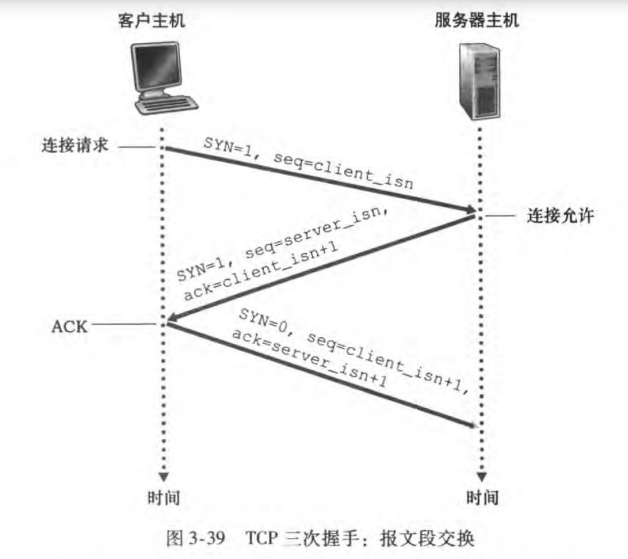 客户主机
服务器主机
连接请求
SYN=1, seq=client_isn
连接允许
SYN=1, seq=server_isn,
ack=client_isn+1
ACK
SYN=0, seq=client_isn+1,
ack=server_isn+1
时间
时间
图 3-39 TCP 三次握手：报文段交换